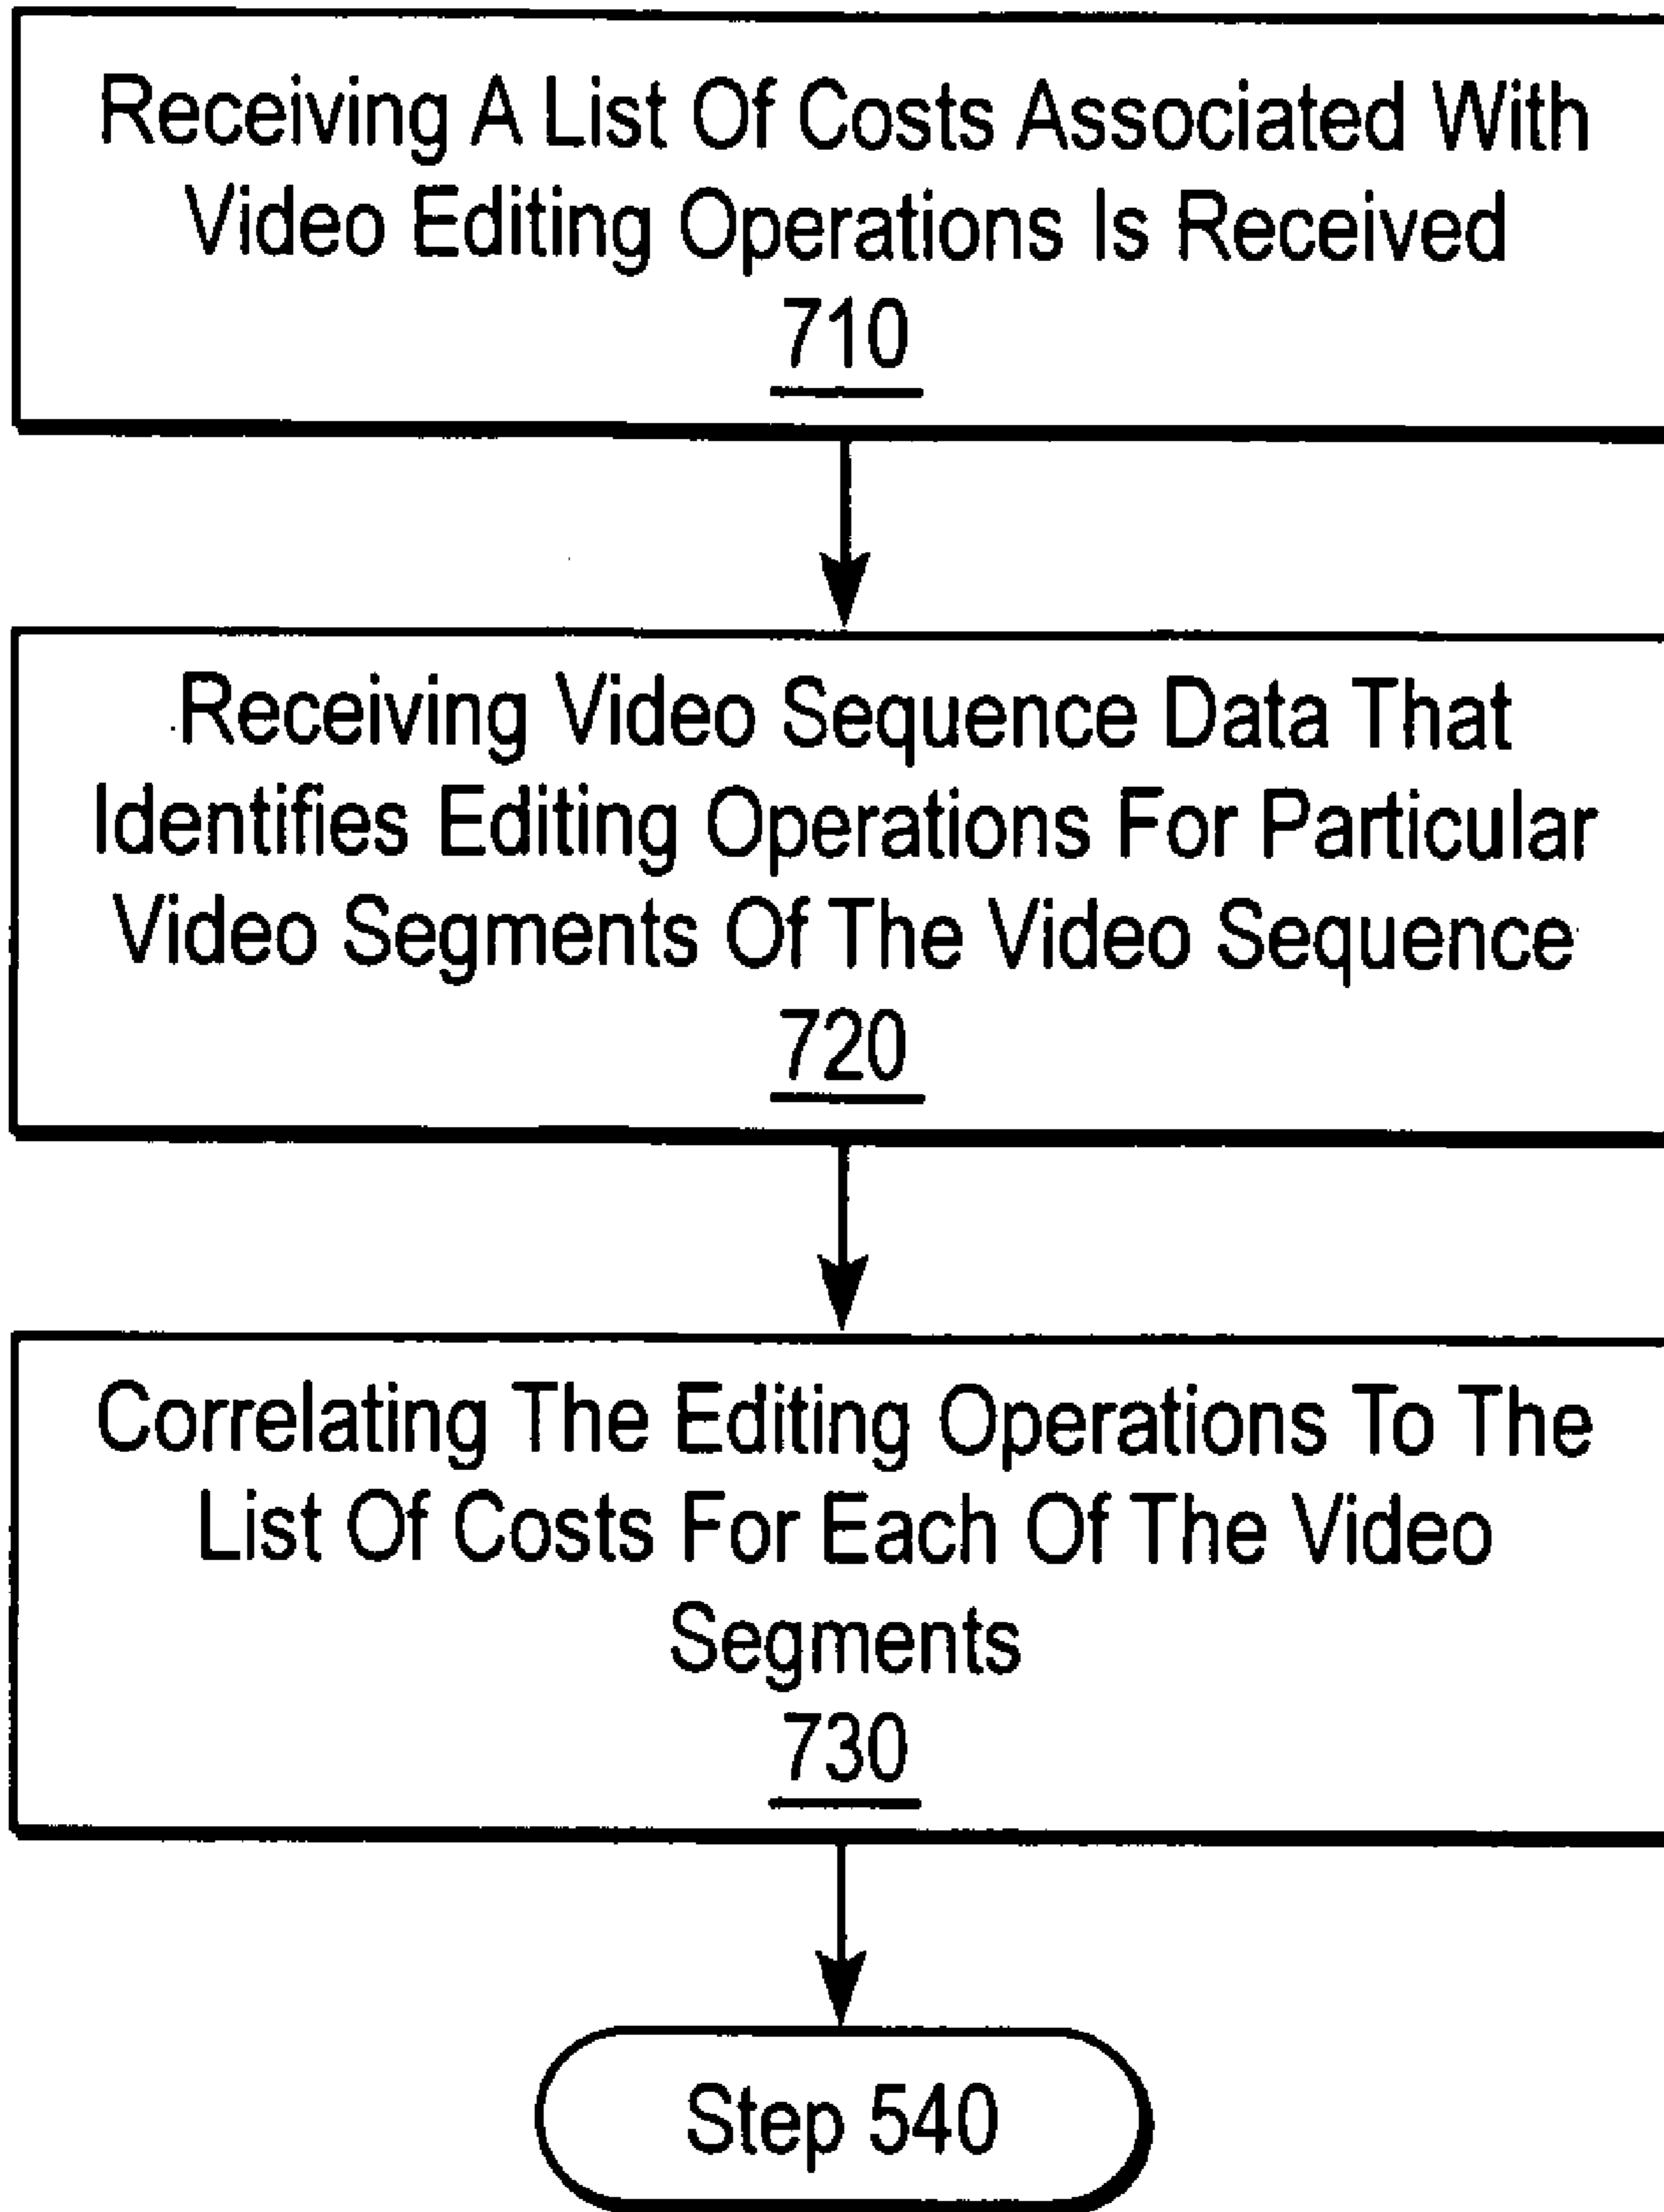 Receiving A List Of Costs Associated With
Video Editing Operations Is Received
710
Receiving Video Sequence Data That
Identifies Editing Operations For Particular
Video Segments Of The Video Sequence
720
Correlating The Editing Operations To The
List Of Costs For Each Of The Video
Segments
730
Step 540